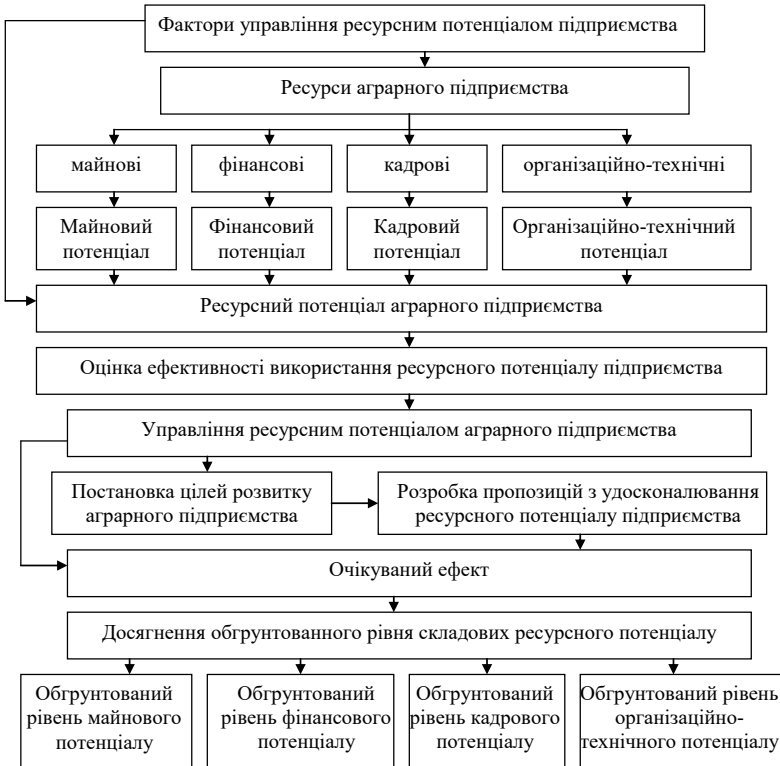 Фактори управління ресурсним потенціалом підприємства
Ресурси аграрного підприємства
майнові
фінансові
кадрові
організаційно-технічні
Майновий
потенціал
Фінансовий
потенціал
Кадровий
потенціал
Організаційно-технічний
потенціал
Ресурсний потенціал аграрного підприємства
Оцінка ефективності використання ресурсного потенціалу підприємства
Управління ресурсним потенціалом аграрного підприємства
Постановка цілей розвитку
аграрного підприємства
Розробка пропозицій з удосконалювання
ресурсного потенціалу підприємства
Очікуваний ефект
Досягнення обгрунтованного рівня складових ресурсного потенціалу
Обгрунтований
рівень майнового
потенціалу
Обгрунтований
рівень фінансового
потенціалу
Обгрунтований
рівень кадрового
потенціалу
Обгрунтований рівень
організаційно-
технічного потенціалу